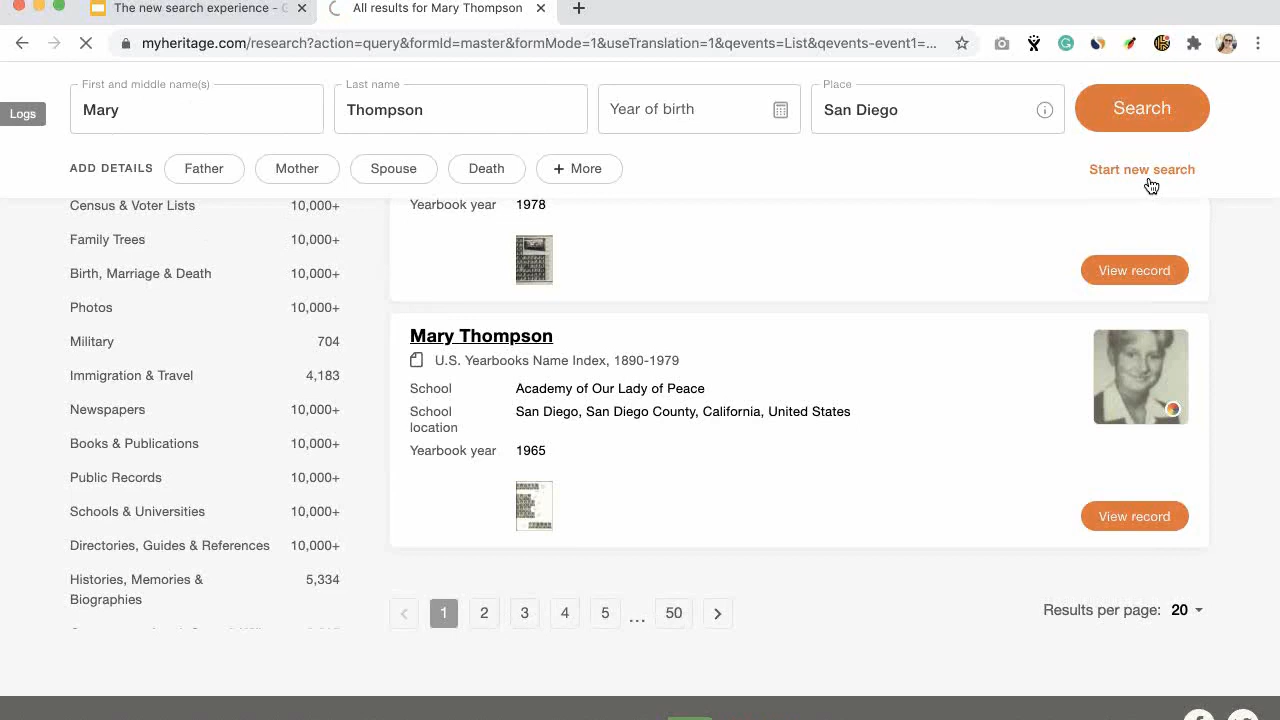 The new search experience - G
All results for Mary Thompson
myheritage.com/research?action=query&formId=master&formMode=1&useTranslation=1&qevents=List&qevents-event1=...
First and middle name(s)
Mary
Last name
Thompson
Year of birth
Place
San Diego
Search
Logs
ADD DETAILS
Father
Mother
Spouse
Death
+ More
Start new search
Census & Voter Lists 10,000+
Family Trees 10,000+
Birth, Marriage & Death 10,000+
Photos 10,000+
Military 704
Immigration & Travel 4,183
Newspapers 10,000+
Books & Publications 10,000+
Public Records 10,000+
Schools & Universities 10,000+
Directories, Guides & References 10,000+
Histories, Memories & 5,334
Biographies
Yearbook year 1978
View record
Mary Thompson
U.S. Yearbooks Name Index, 1890-1979
School Academy of Our Lady of Peace
School San Diego, San Diego County, California, United States
location
Yearbook year 1965
View record
1 2 3 4 5 ... 50
Results per page: 20